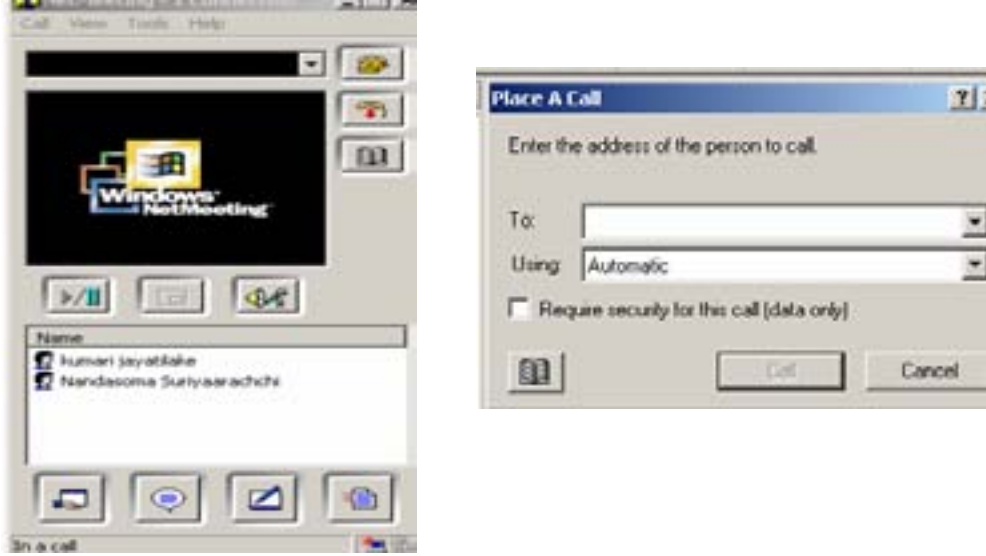 Call View Tools Help
Windows
NetMeeting
Name
kumari jayatilake
Nandasoma Suriyaarachchi
In a call
Place A Call
Enter the address of the person to call.
To:
Using: Automatic
Require security for this call (data only)
Call Cancel